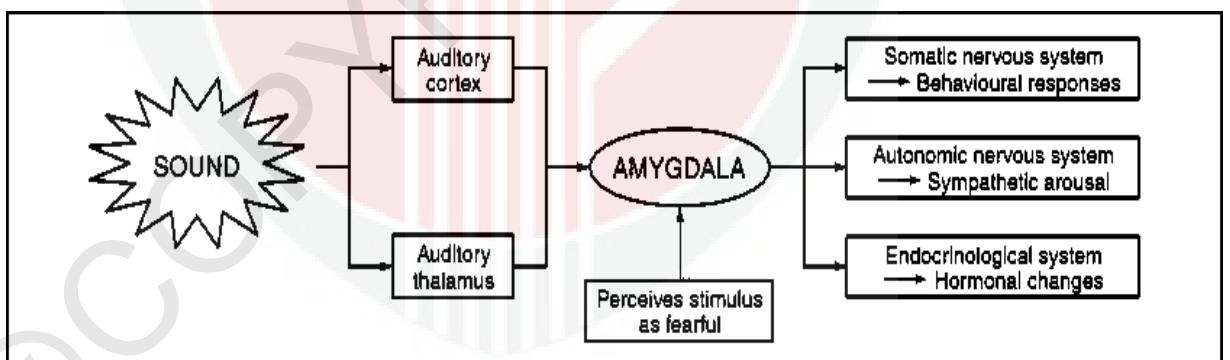 Auditory
cortex
SOUND
Auditory
thalamus
AMYGDALA
Perceives stimulus
as fearful
Somatic nervous system
→ Behavioural responses
Autonomic nervous system
→ Sympathetic arousal
Endocrinological system
→ Hormonal changes